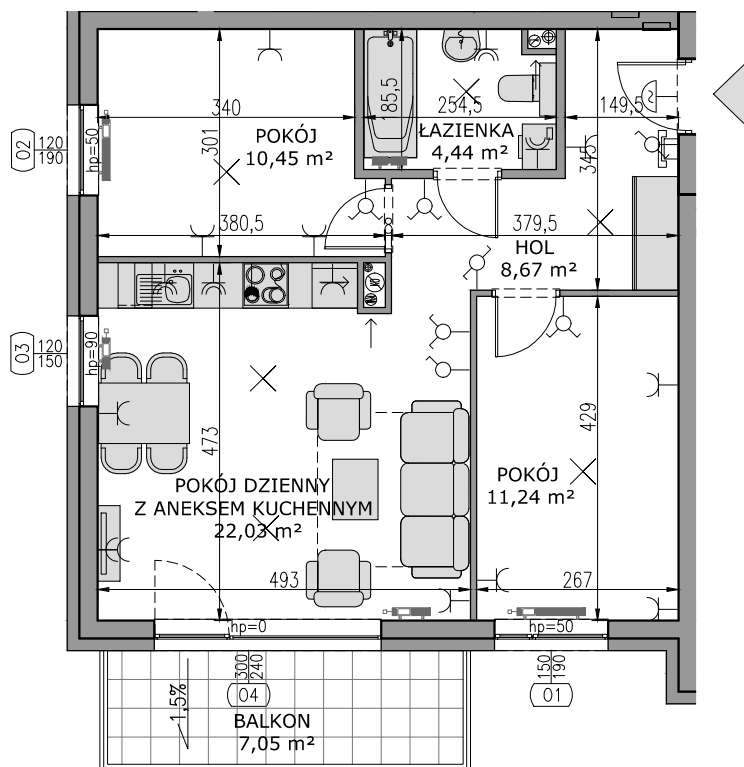 340
301
POKÓJ
10,45 m²
185,5
254,5
ŁAZIENKA
4,44 m²
149,5
345
02
120
190
hp=50
380,5
379,5
HOL
8,67 m²
03
120
150
hp=90
473
429
POKÓJ DZIENNY
Z ANEKSEM KUCHENNYM
22,03 m²
POKÓJ
11,24 m²
493
267
hp=0
hp=50
300
240
04
150
190
01
1,5%
BALKON
7,05 m²